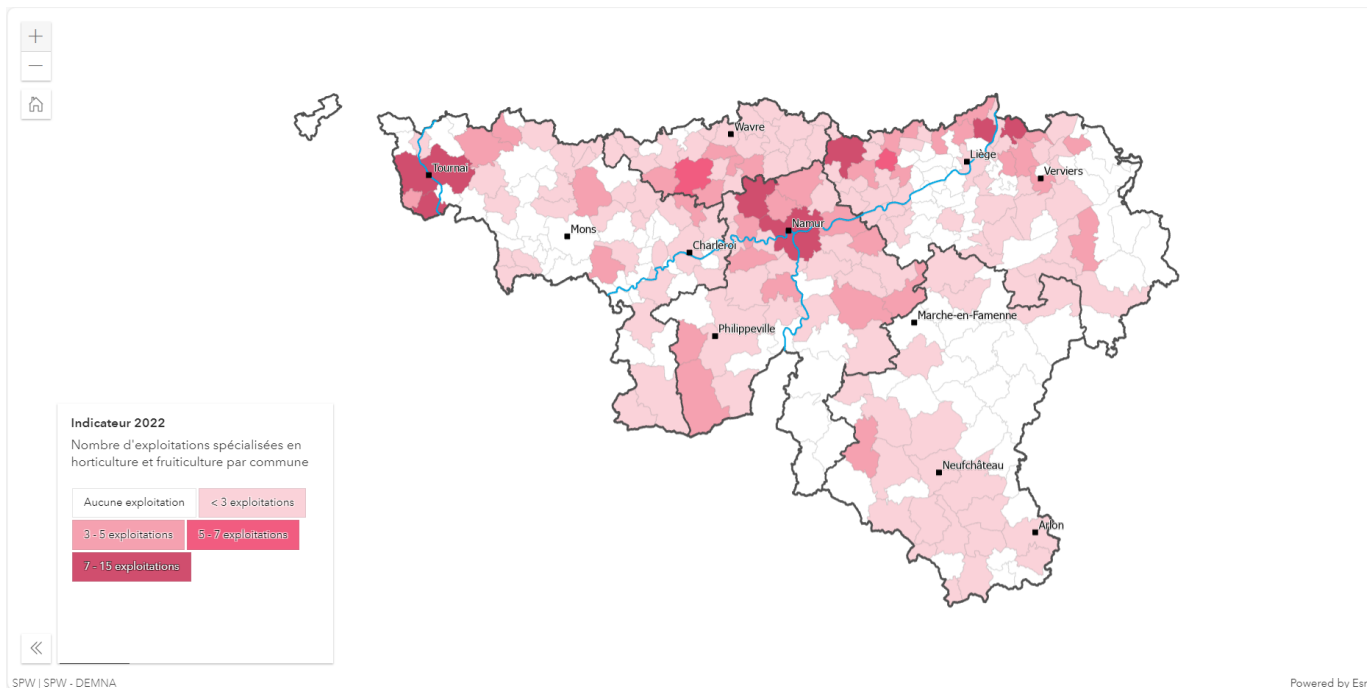 Wavre
Liège
Tournai
Verviers
Namur
Mons
Charleroi
Marche-en-Famenne
Philippeville
Indicateur 2022
Nombre d'exploitations spécialisées en
horticulture et fruiticulture par commune
Aucune exploitation
< 3 exploitations
3 - 5 exploitations
5 - 7 exploitations
7 - 15 exploitations
Neufchâteau
Arlon
SPW | SPW - DEMNA
Powered by Esr